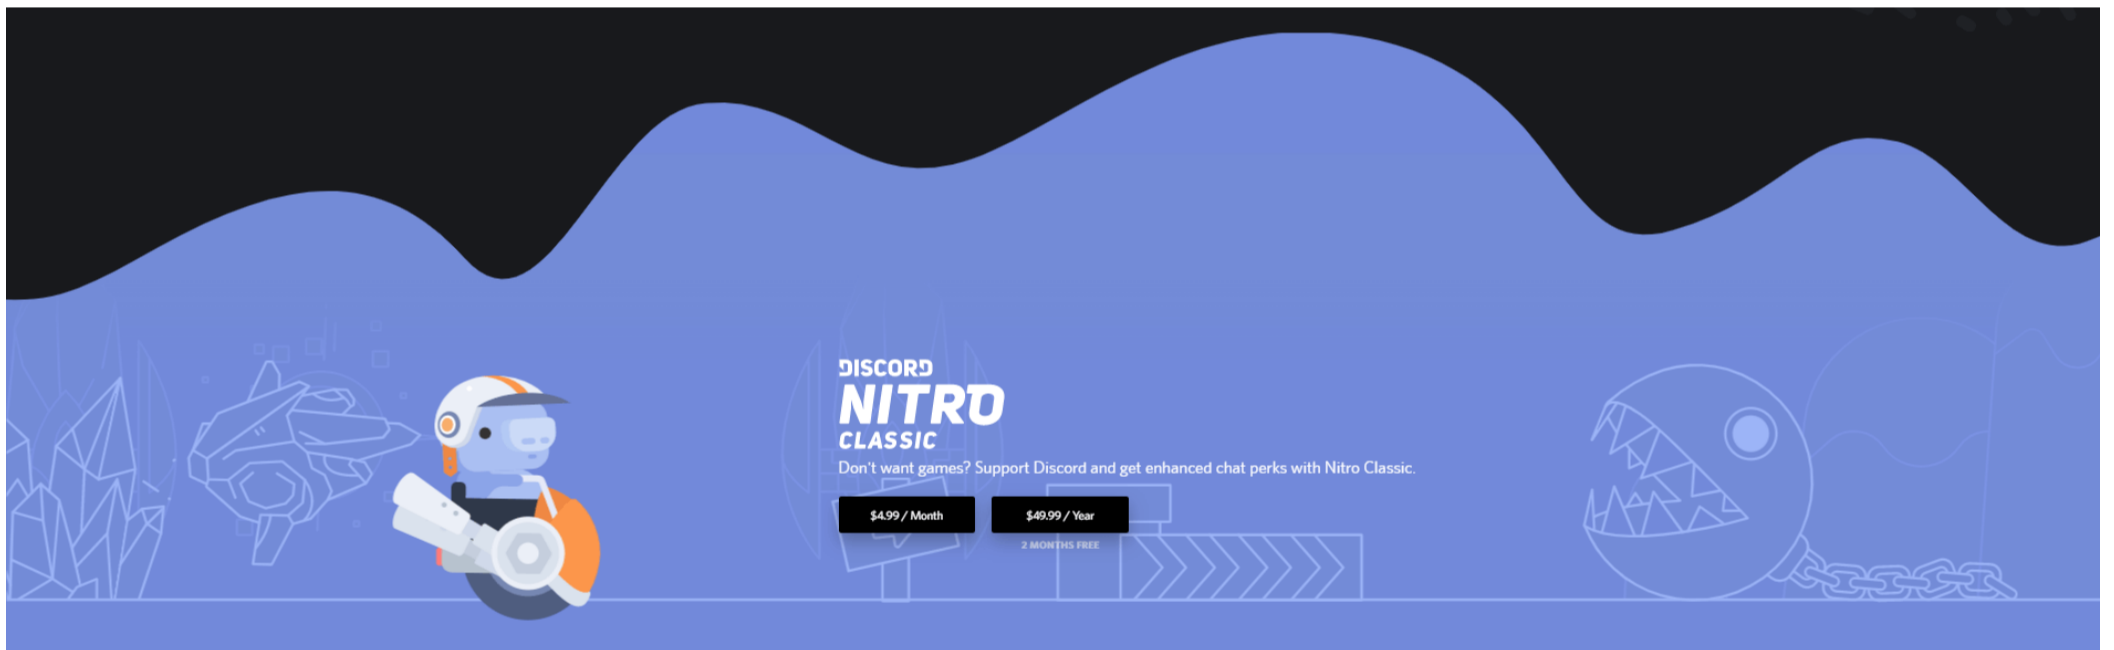 DISCORD
NITRO
CLASSIC
Don't want games? Support Discord and get enhanced chat perks with Nitro Classic.
$4.99 / Month $49.99 / Year
2 MONTHS FREE